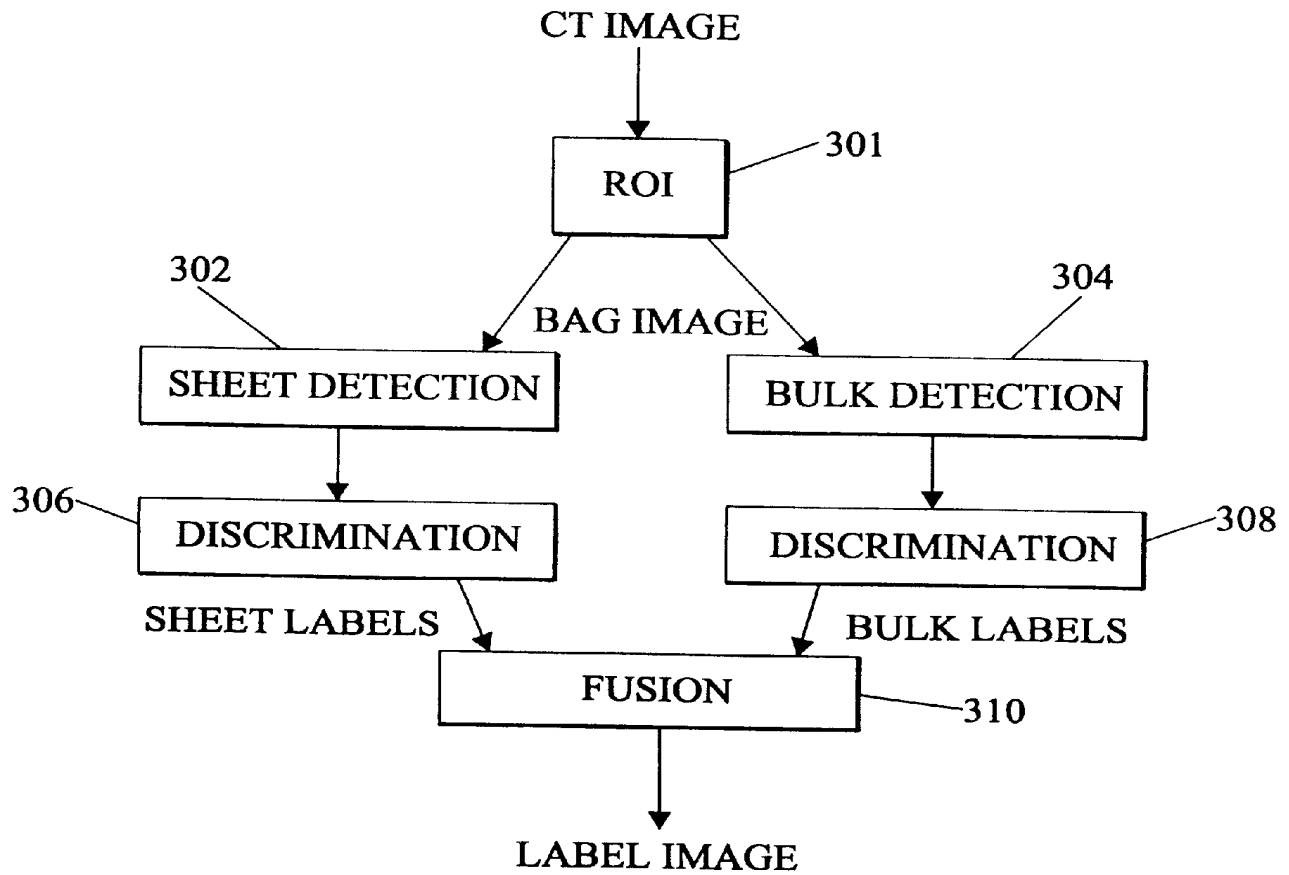 CT IMAGE
301
ROI
302
304
BAG IMAGE
SHEET DETECTION
BULK DETECTION
306
DISCRIMINATION
DISCRIMINATION
308
SHEET LABELS
BULK LABELS
FUSION
310
LABEL IMAGE